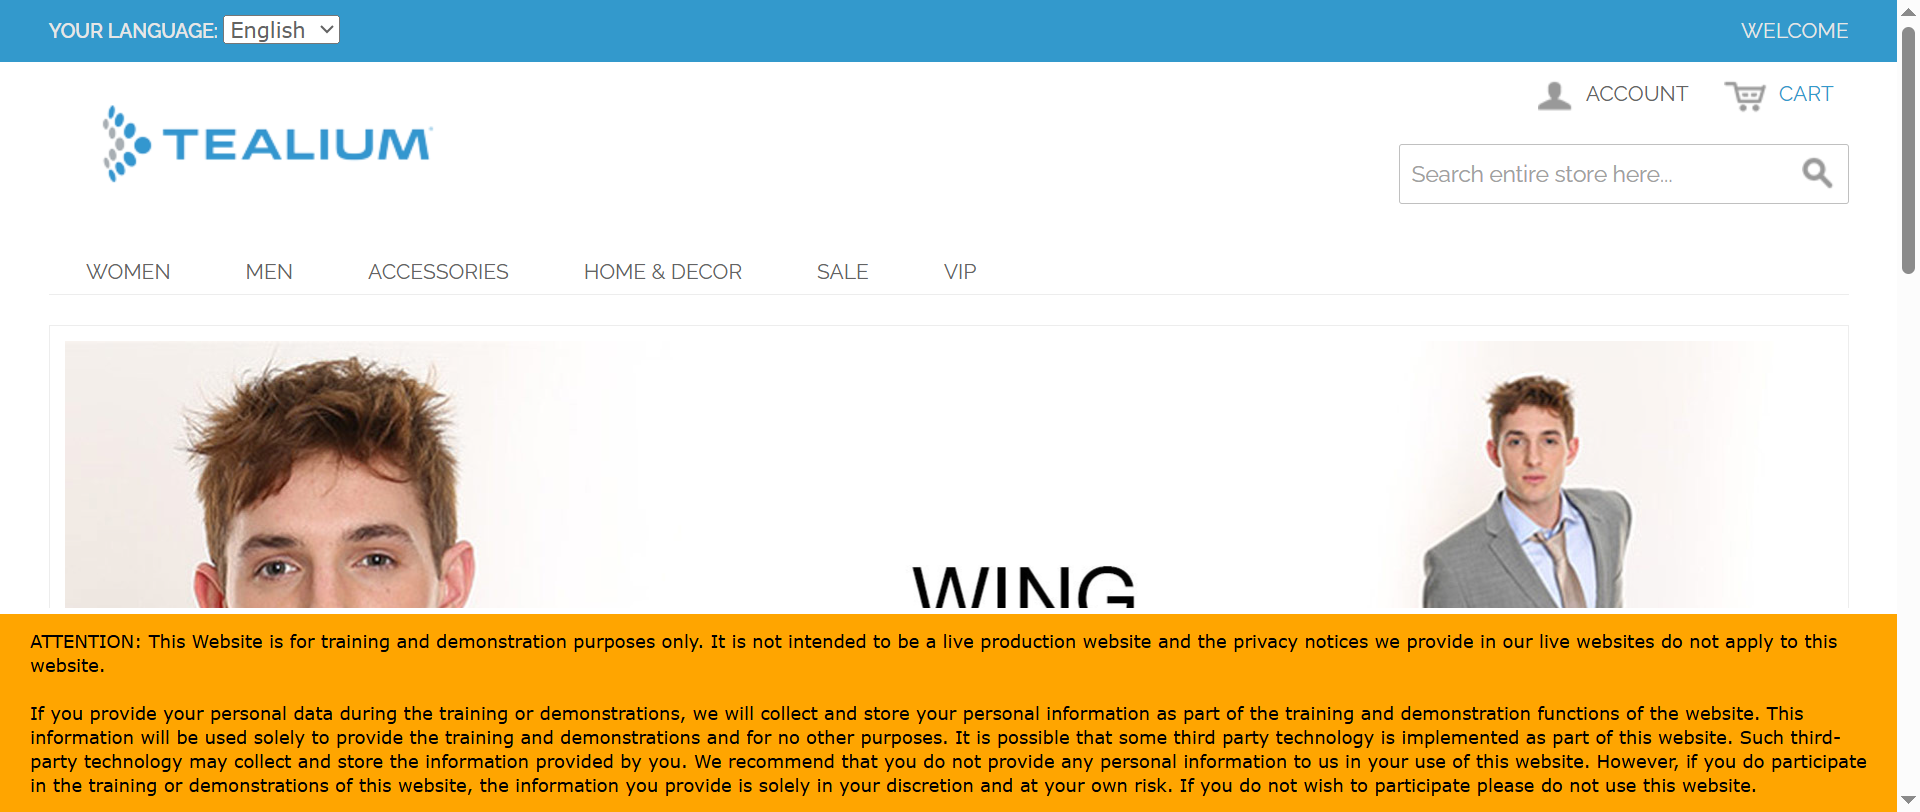 YOUR LANGUAGE: English
WELCOME
ACCOUNT
CART
TEALIUM
Search entire store here...
WOMEN
MEN
ACCESSORIES
HOME & DECOR
SALE
VIP
WING
ATTENTION: This Website is for training and demonstration purposes only. It is not intended to be a live production website and the privacy notices we provide in our live websites do not apply to this
website.
If you provide your personal data during the training or demonstrations, we will collect and store your personal information as part of the training and demonstration functions of the website. This
information will be used solely to provide the training and demonstrations and for no other purposes. It is possible that some third party technology is implemented as part of this website. Such third-
party technology may collect and store the information provided by you. We recommend that you do not provide any personal information to us in your use of this website. However, if you do participate
in the training or demonstrations of this website, the information you provide is solely in your discretion and at your own risk. If you do not wish to participate please do not use this website.